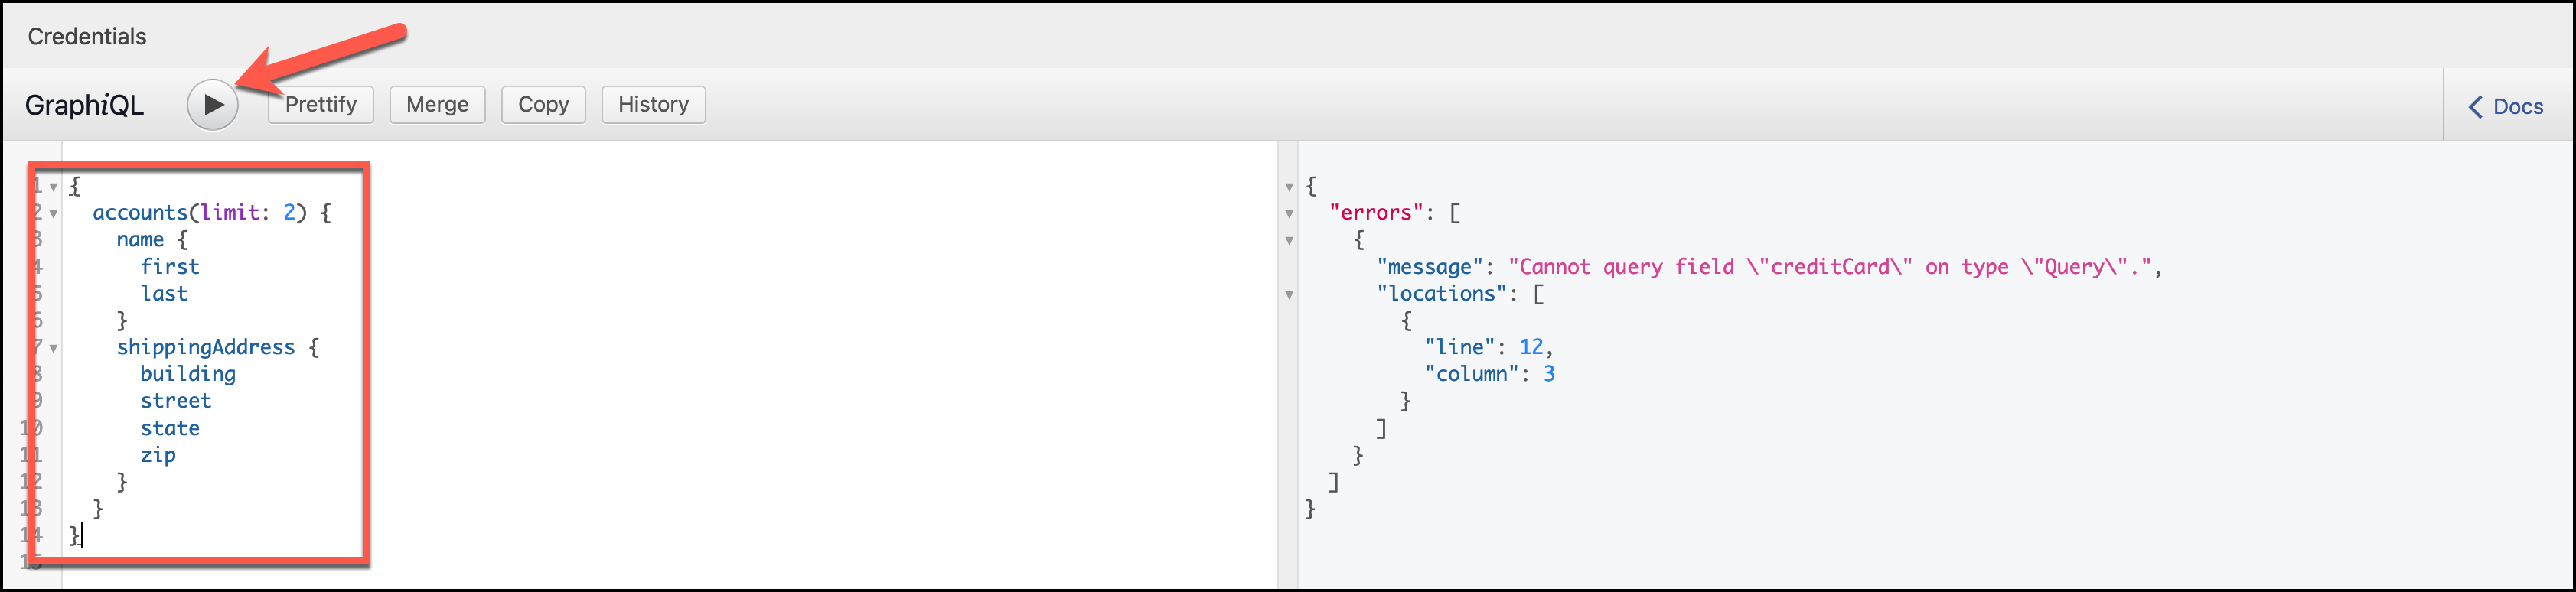 Credentials
GraphiQL Prettify Merge Copy History Docs
1 {
2 accounts(limit: 2) {
3 name {
4 first
5 last
6 }
7 shippingAddress {
8 building
9 street
10 state
11 zip
12 }
13 }
14 }
15
{
"errors": [
{
"message": "Cannot query field \"creditCard\" on type \"Query\".",
"locations": [
{
"line": 12,
"column": 3
}
]
}
]
}